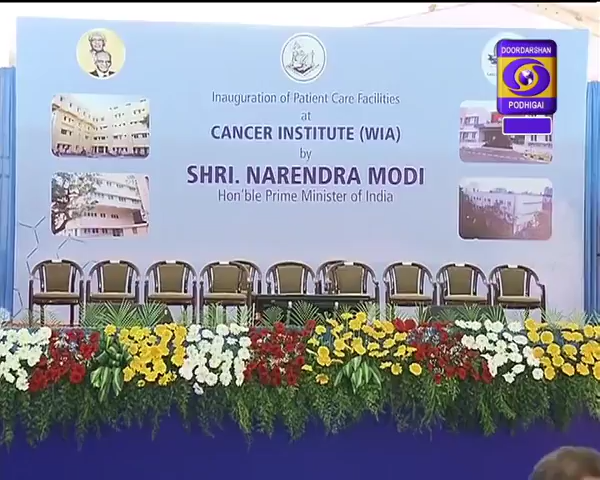 DOORDARSHAN
PODHIGAI
Inauguration of Patient Care Facilities
at
CANCER INSTITUTE (WIA)
by
SHRI. NARENDRA MODI
Hon'ble Prime Minister of India